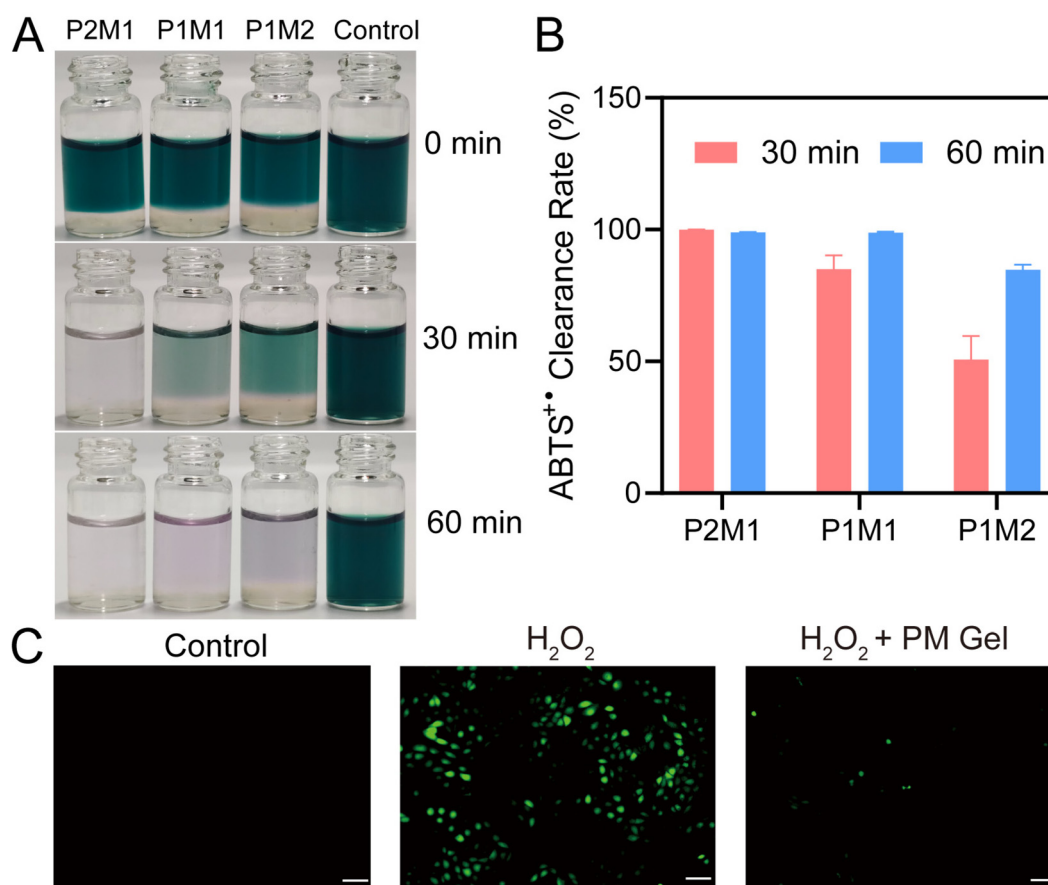 A
P2M1 P1M1 P1M2 Control
0 min
30 min
60 min
B
ABTS⁺• Clearance Rate (%)
150
100
50
0
30 min 60 min
P2M1 P1M1 P1M2
C
Control H₂O₂ H₂O₂ + PM Gel